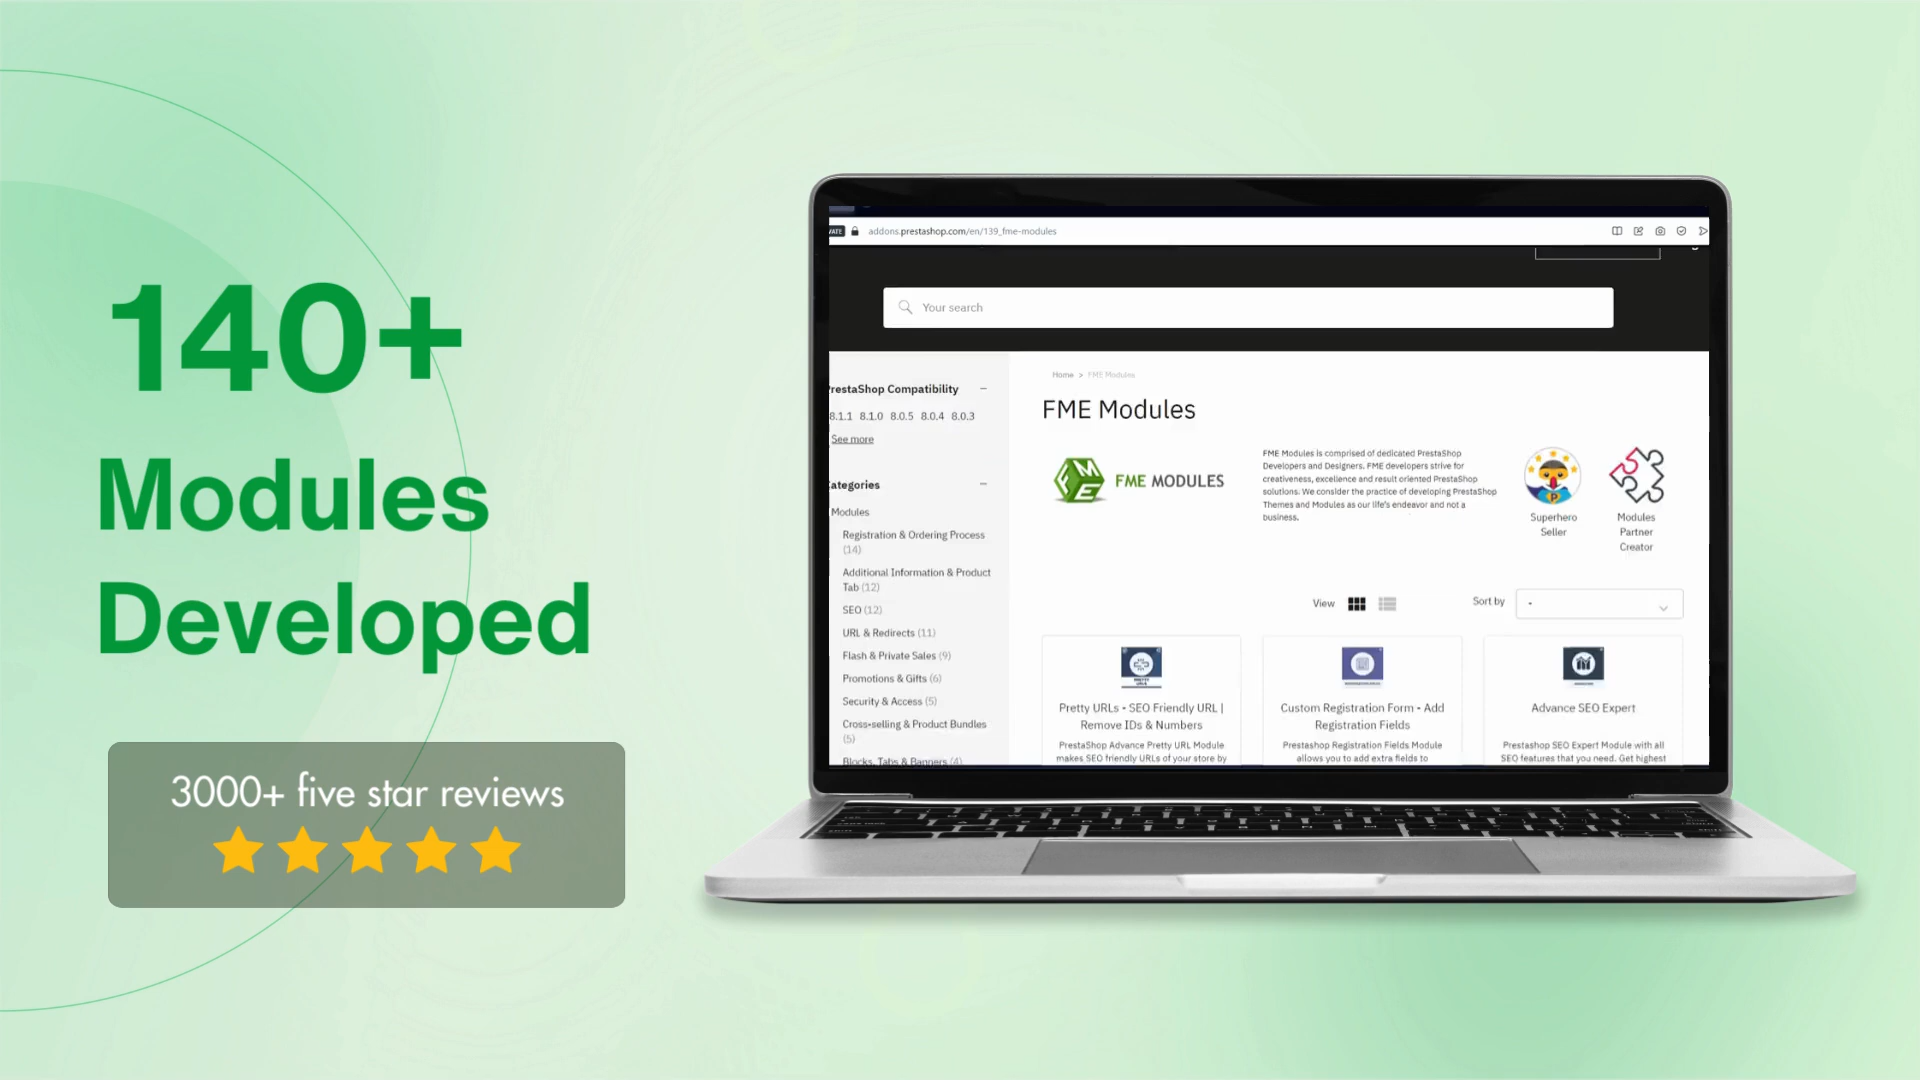 140+
Modules
Developed
3000+ five star reviews
VATE
addons.prestashop.com/en/139_fme-modules
Your search
restaShop Compatibility
8.1.1 8.1.0 8.0.5 8.0.4 8.0.3
See more
ategories
Modules
Registration & Ordering Process
(14)
Additional Information & Product
Tab (12)
SEO (12)
URL & Redirects (11)
Flash & Private Sales (9)
Promotions & Gifts (6)
Security & Access (5)
Cross-selling & Product Bundles
(5)
Blocks, Tabs & Banners (4)
Home > FME Modules
FME Modules
FME
FME MODULES
FME Modules is comprised of dedicated PrestaShop
Developers and Designers. FME developers strive for
creativeness, excellence and result oriented PrestaShop
solutions. We consider the practice of developing PrestaShop
Themes and Modules as our life's endeavor and not a
business.
Superhero
Seller
Modules
Partner
Creator
View
Sort by
-
Pretty URLs - SEO Friendly URL |
Remove IDs & Numbers
PrestaShop Advance Pretty URL Module
makes SEO friendly URLs of your store by
Custom Registration Form - Add
Registration Fields
Prestashop Registration Fields Module
allows you to add extra fields to
Advance SEO Expert
Prestashop SEO Expert Module with all
SEO features that you need. Get highest